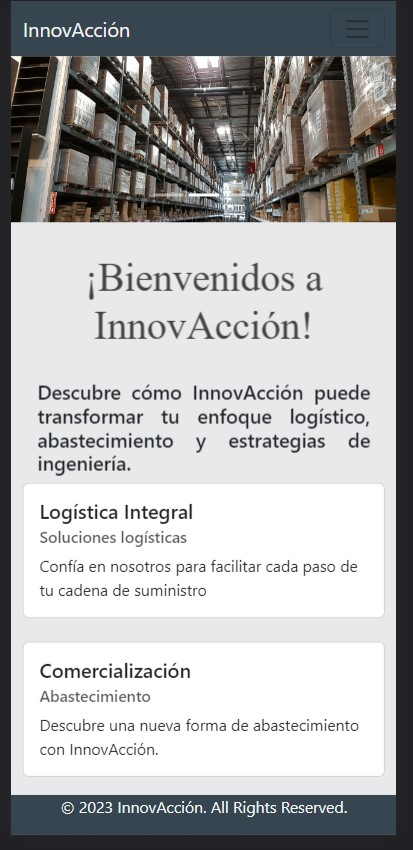 InnovAcción
¡Bienvenidos a
InnovAcción!
Descubre cómo InnovAcción puede
transformar tu enfoque logístico,
abastecimiento y estrategias de
ingeniería.
Logística Integral
Soluciones logísticas
Confía en nosotros para facilitar cada paso de
tu cadena de suministro
Comercialización
Abastecimiento
Descubre una nueva forma de abastecimiento
con InnovAcción.
© 2023 InnovAcción. All Rights Reserved.